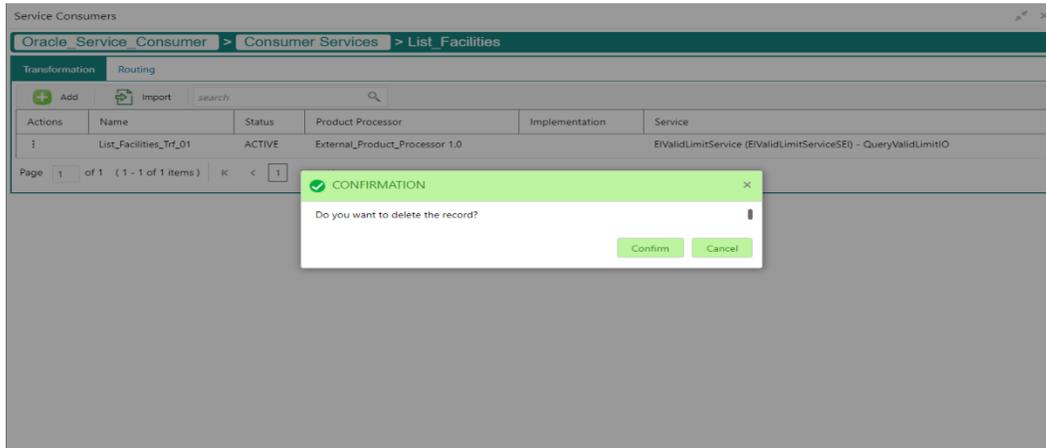 Service Consumers
Oracle_Service_Consumer > Consumer Services > List_Facilities
Transformation Routing
Add Import search
Actions Name Status Product Processor Implementation Service
List_Facilities_Trf_01 ACTIVE External_Product_Processor 1.0 EIValidLimitService (EIValidLimitServiceSEI) - QueryValidLimitIO
Page 1 of 1 (1 - 1 of 1 items) K < 1
CONFIRMATION
Do you want to delete the record?
Confirm Cancel